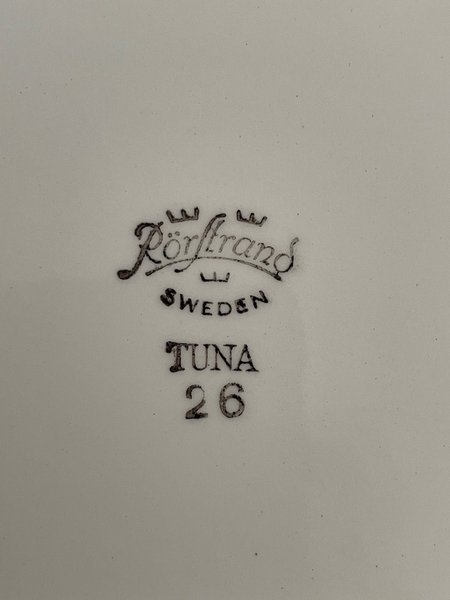 Rörstrand
SWEDEN
TUNA
26